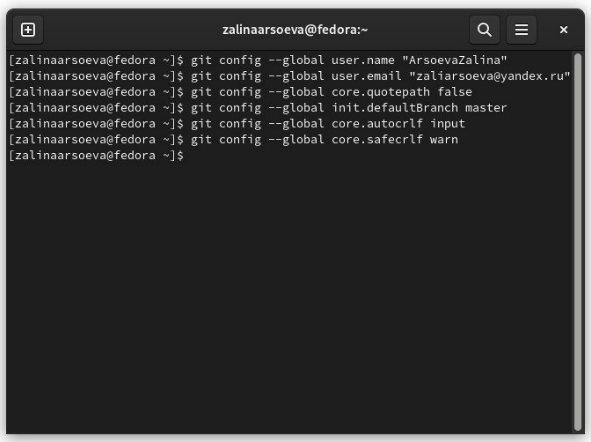 zalinaarsoeva@fedora:~
[zalinaarsoeva@fedora ~]$ git config --global user.name "ArsoevaZalina"
[zalinaarsoeva@fedora ~]$ git config --global user.email "zaliarsoeva@yandex.ru"
[zalinaarsoeva@fedora ~]$ git config --global core.quotepath false
[zalinaarsoeva@fedora ~]$ git config --global init.defaultBranch master
[zalinaarsoeva@fedora ~]$ git config --global core.autocrlf input
[zalinaarsoeva@fedora ~]$ git config --global core.safecrlf warn
[zalinaarsoeva@fedora ~]$